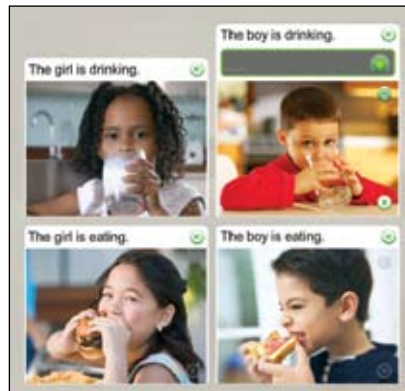 The girl is drinking.
The boy is drinking.
The girl is eating.
The boy is eating.